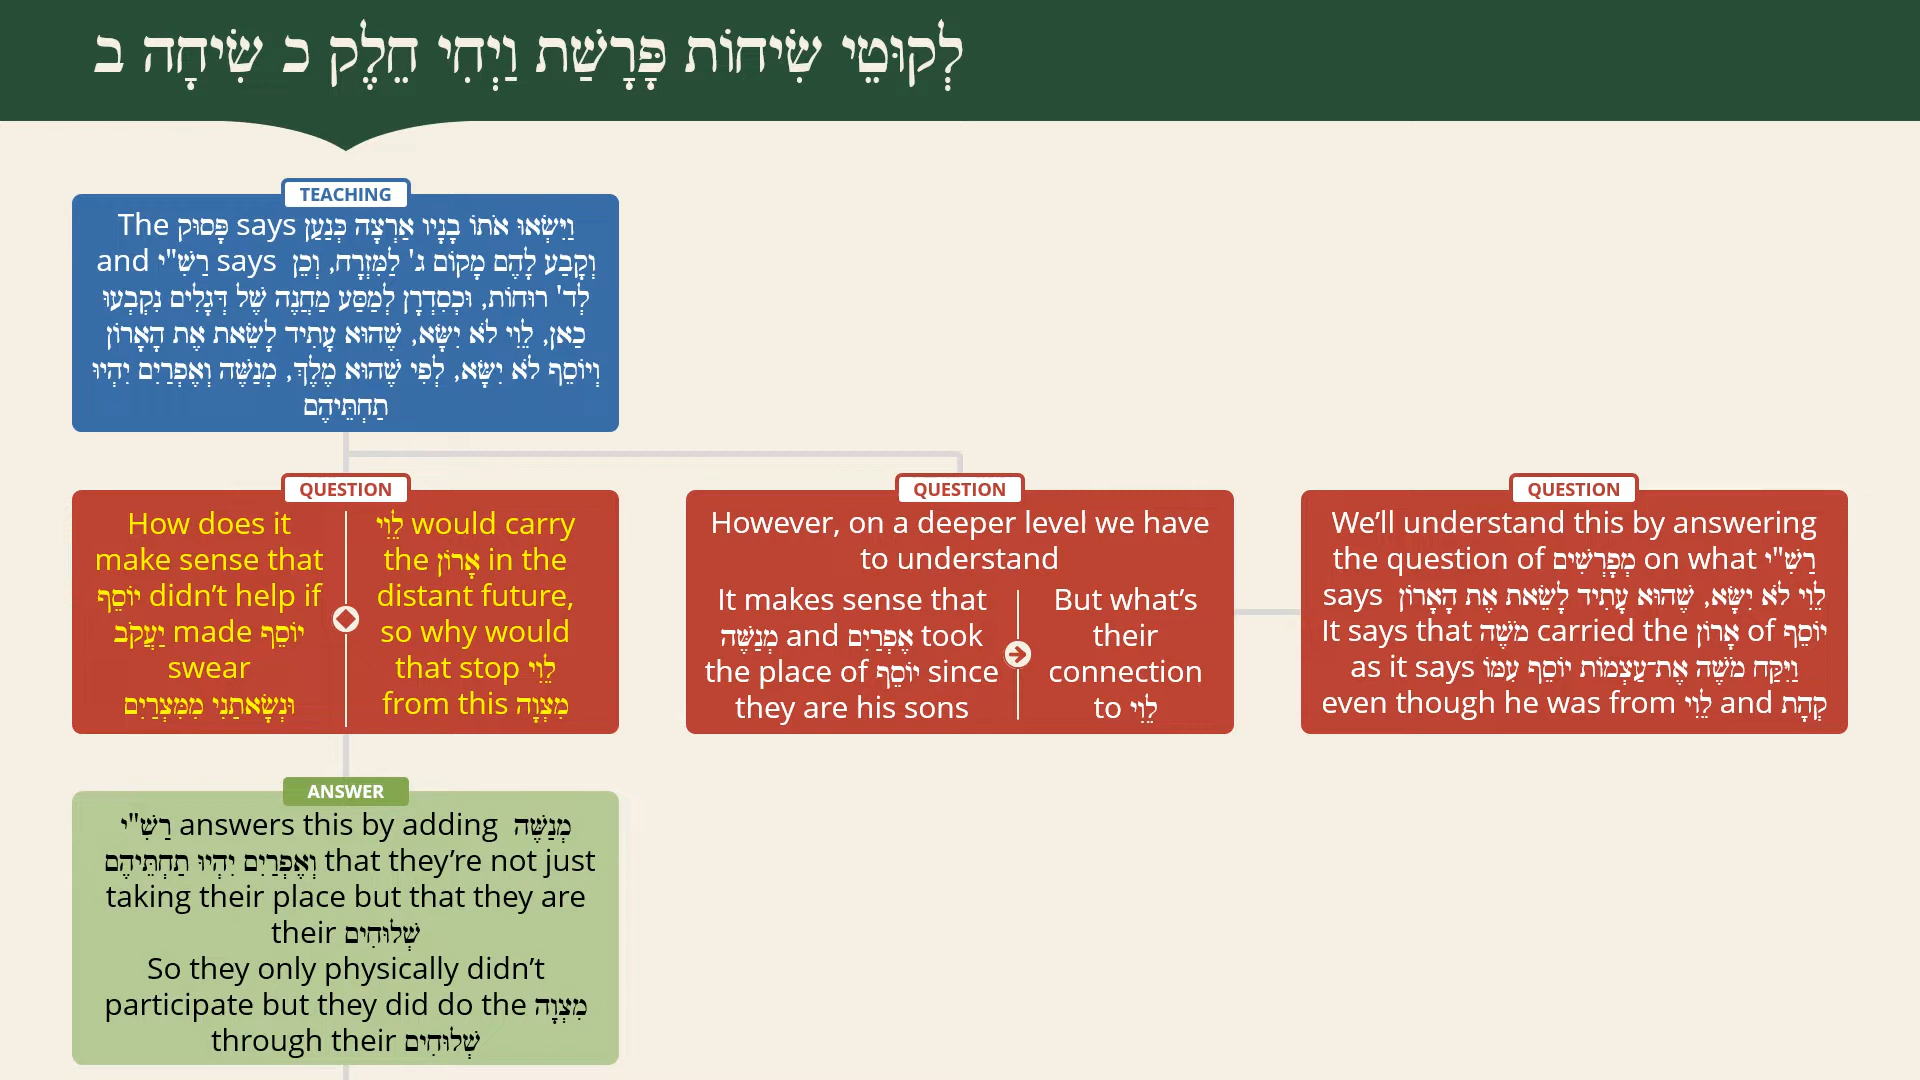 לְקוּטֵי שִׂיחוֹת פָּרָשַׁת וַיְחִי חֵלֶק כ שִׂיחָה ב
TEACHING
The פָּסוּק says וַיִּשְׂאוּ אֹתוֹ בָנָיו אַרְצָה כְּנַעַן
and רַשִׁ"י says וְקָבַע לָהֶם מָקוֹם ג' לַמִּזְרָח, וְכֵן
לְד' רוּחוֹת, וּכְסִדְרָן לְמַסַּע מַחֲנֶה שֶׁל דְּגָלִים נִקְבְּעוּ
כַאן, לֵוִי לֹא יִשָּׂא, שֶׁהוּא עָתִיד לָשֵׂאת אֶת הָאָרוֹן
וְיוֹסֵף לֹא יִשָּׂא, לְפִי שֶׁהוּא מֶלֶךְ, מְנַשֶּׁה וְאֶפְרַיִם יִהְיוּ
תַחְתֵּיהֶם
QUESTION
How does it
make sense that
יוֹסֵף didn't help if
יַעֲקֹב made יוֹסֵף
swear
וּנְשָׂאתַנִי מִמִּצְרַיִם
לֵוִי would carry
the אָרוֹן in the
distant future,
so why would
that stop לֵוִי
from this מִצְוָה
QUESTION
However, on a deeper level we have
to understand
It makes sense that
מְנַשֶּׁה and אֶפְרַיִם took
the place of יוֹסֵף since
they are his sons
But what's
their
connection
to לֵוִי
QUESTION
We'll understand this by answering
the question of מְפָרְשִׁים on what רַשִׁ"י
says לֵוִי לֹא יִשָּׂא, שֶׁהוּא עָתִיד לָשֵׂאת אֶת הָאָרוֹן
It says that מֹשֶׁה carried the אָרוֹן of יוֹסֵף
as it says וַיִּקַּח מֹשֶׁה אֶת־עַצְמוֹת יוֹסֵף עִמּוֹ
even though he was from לֵוִי and קְהָת
ANSWER
רַשִׁ"י answers this by adding מְנַשֶּׁה
וְאֶפְרַיִם יִהְיוּ תַחְתֵּיהֶם that they're not just
taking their place but that they are
their שְׁלוּחִים
So they only physically didn't
participate but they did do the מִצְוָה
through their שְׁלוּחִים